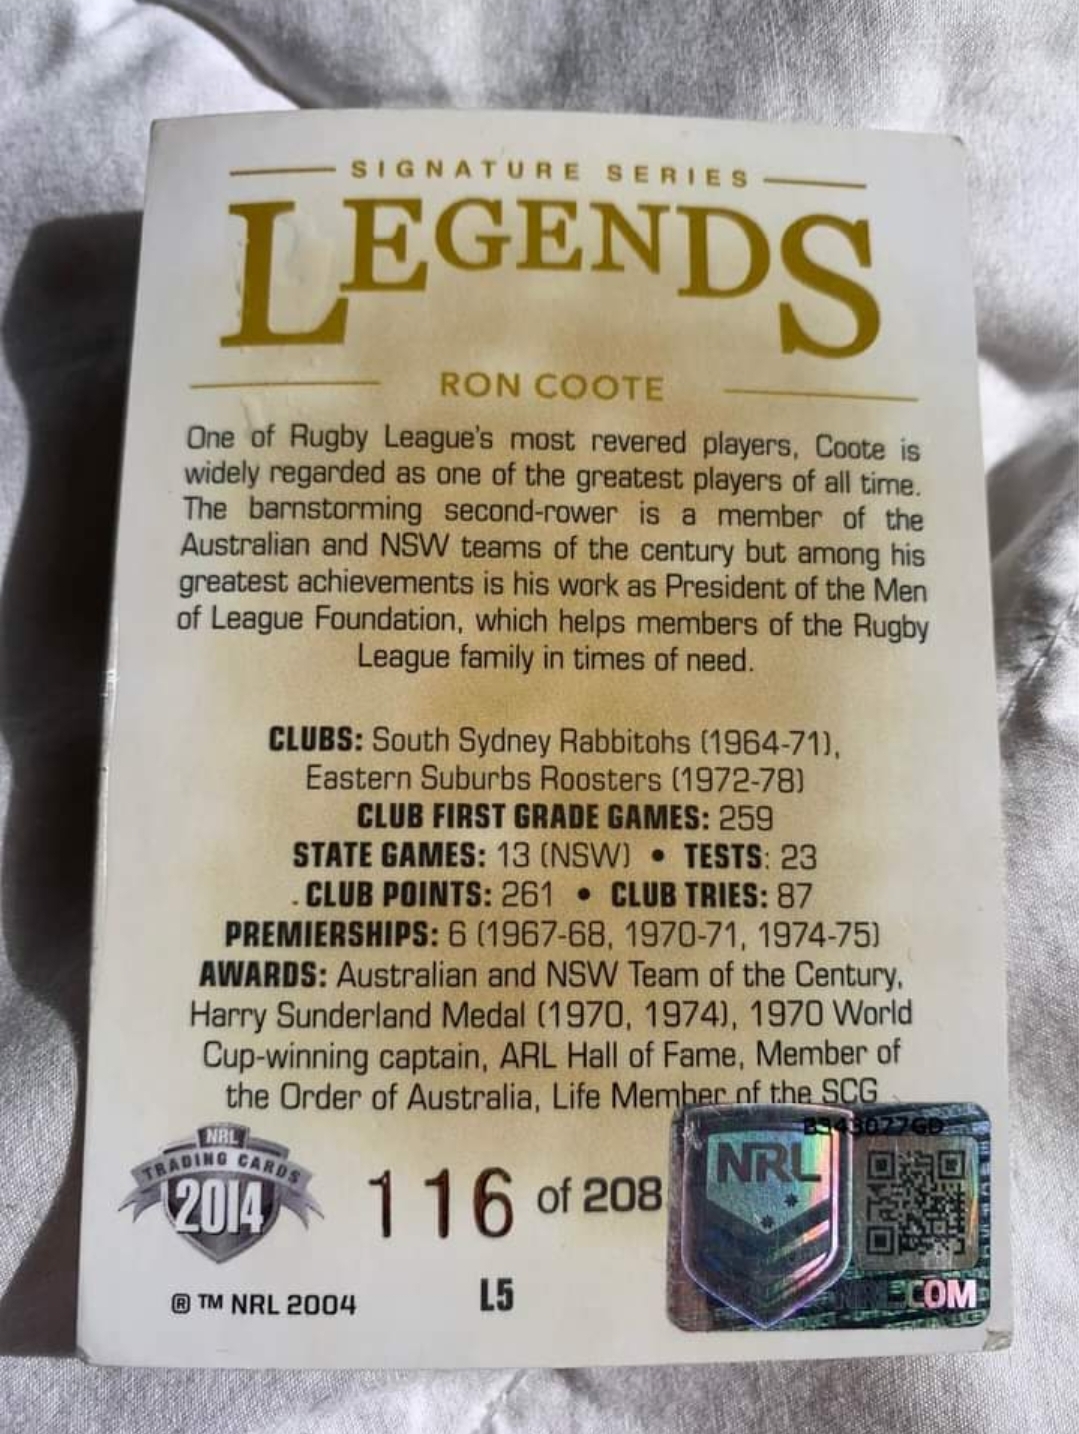 SIGNATURE SERIES
LEGENDS
RON COOTE
One of Rugby League's most revered players, Coote is
widely regarded as one of the greatest players of all time.
The barnstorming second-rower is a member of the
Australian and NSW teams of the century but among his
greatest achievements is his work as President of the Men
of League Foundation, which helps members of the Rugby
League family in times of need.
CLUBS: South Sydney Rabbitohs (1964-71),
Eastern Suburbs Roosters (1972-78)
CLUB FIRST GRADE GAMES: 259
STATE GAMES: 13 (NSW) • TESTS: 23
. CLUB POINTS: 261 • CLUB TRIES: 87
PREMIERSHIPS: 6 (1967-68, 1970-71, 1974-75)
AWARDS: Australian and NSW Team of the Century,
Harry Sunderland Medal (1970, 1974), 1970 World
Cup-winning captain, ARL Hall of Fame, Member of
the Order of Australia, Life Member of the SCG
B343077GD
NRL
TRADING CARDS
2014
116 of 208
NRL
NRL.COM
® ™ NRL 2004
L5